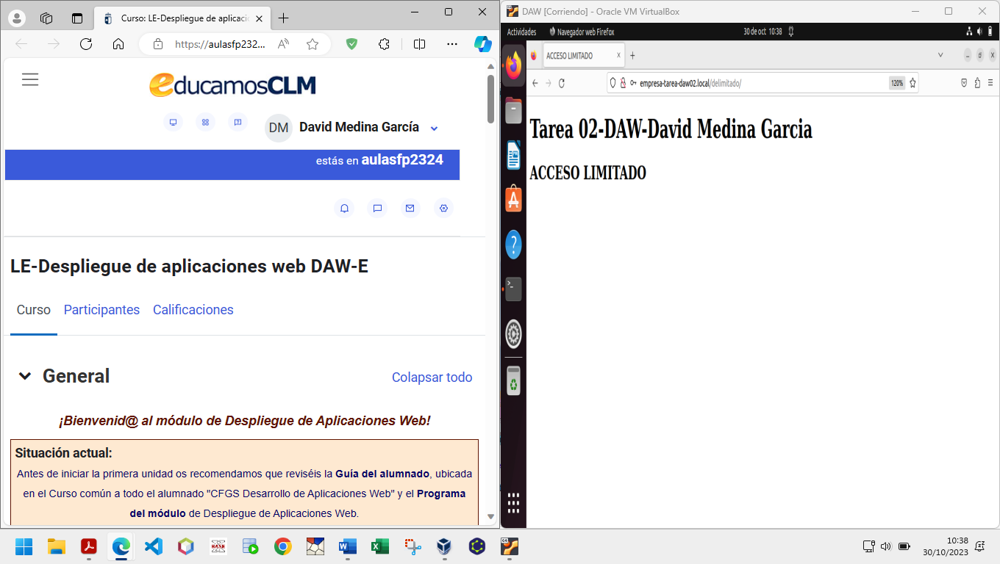 Curso: LE-Despliegue de aplicacio
https://aulasfp232...
educamosCLM
DM David Medina García
estás en aulasfp2324
LE-Despliegue de aplicaciones web DAW-E
Curso Participantes Calificaciones
General Colapsar todo
¡Bienvenid@ al módulo de Despliegue de Aplicaciones Web!
Situación actual:
Antes de iniciar la primera unidad os recomendamos que reviséis la Guía del alumnado, ubicada
en el Curso común a todo el alumnado "CFGS Desarrollo de Aplicaciones Web" y el Programa
del módulo de Despliegue de Aplicaciones Web.
DAW [Corriendo] - Oracle VM VirtualBox
Actividades Navegador web Firefox 30 de oct 10:38
ACCESO LIMITADO
empresa-tarea-daw02.local/delimitado/ 120%
Tarea 02-DAW-David Medina Garcia
ACCESO LIMITADO
10:38
30/10/2023